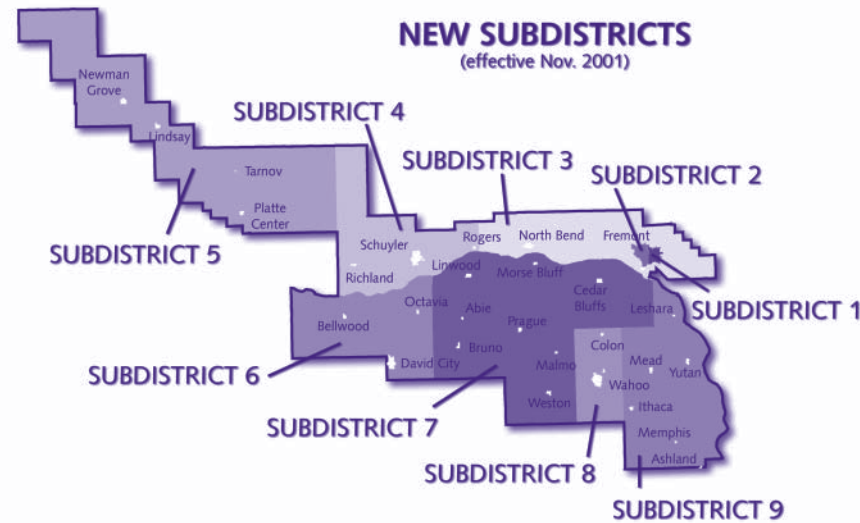 NEW SUBDISTRICTS
(effective Nov. 2001)
Newman
Grove
SUBDISTRICT 4
Lindsay
SUBDISTRICT 3
SUBDISTRICT 2
Tarnov
Platte
Center
SUBDISTRICT 5
Schuyler
Rogers
North Bend
Fremont
Richland
Linwood
Morse Bluff
SUBDISTRICT 1
Octavia
Abie
Cedar
Bluffs
Leshara
Bellwood
Prague
Colon
SUBDISTRICT 6
David City
Bruno
Malmo
Mead
Yutan
Wahoo
Weston
Ithaca
SUBDISTRICT 7
Memphis
SUBDISTRICT 8
Ashland
SUBDISTRICT 9